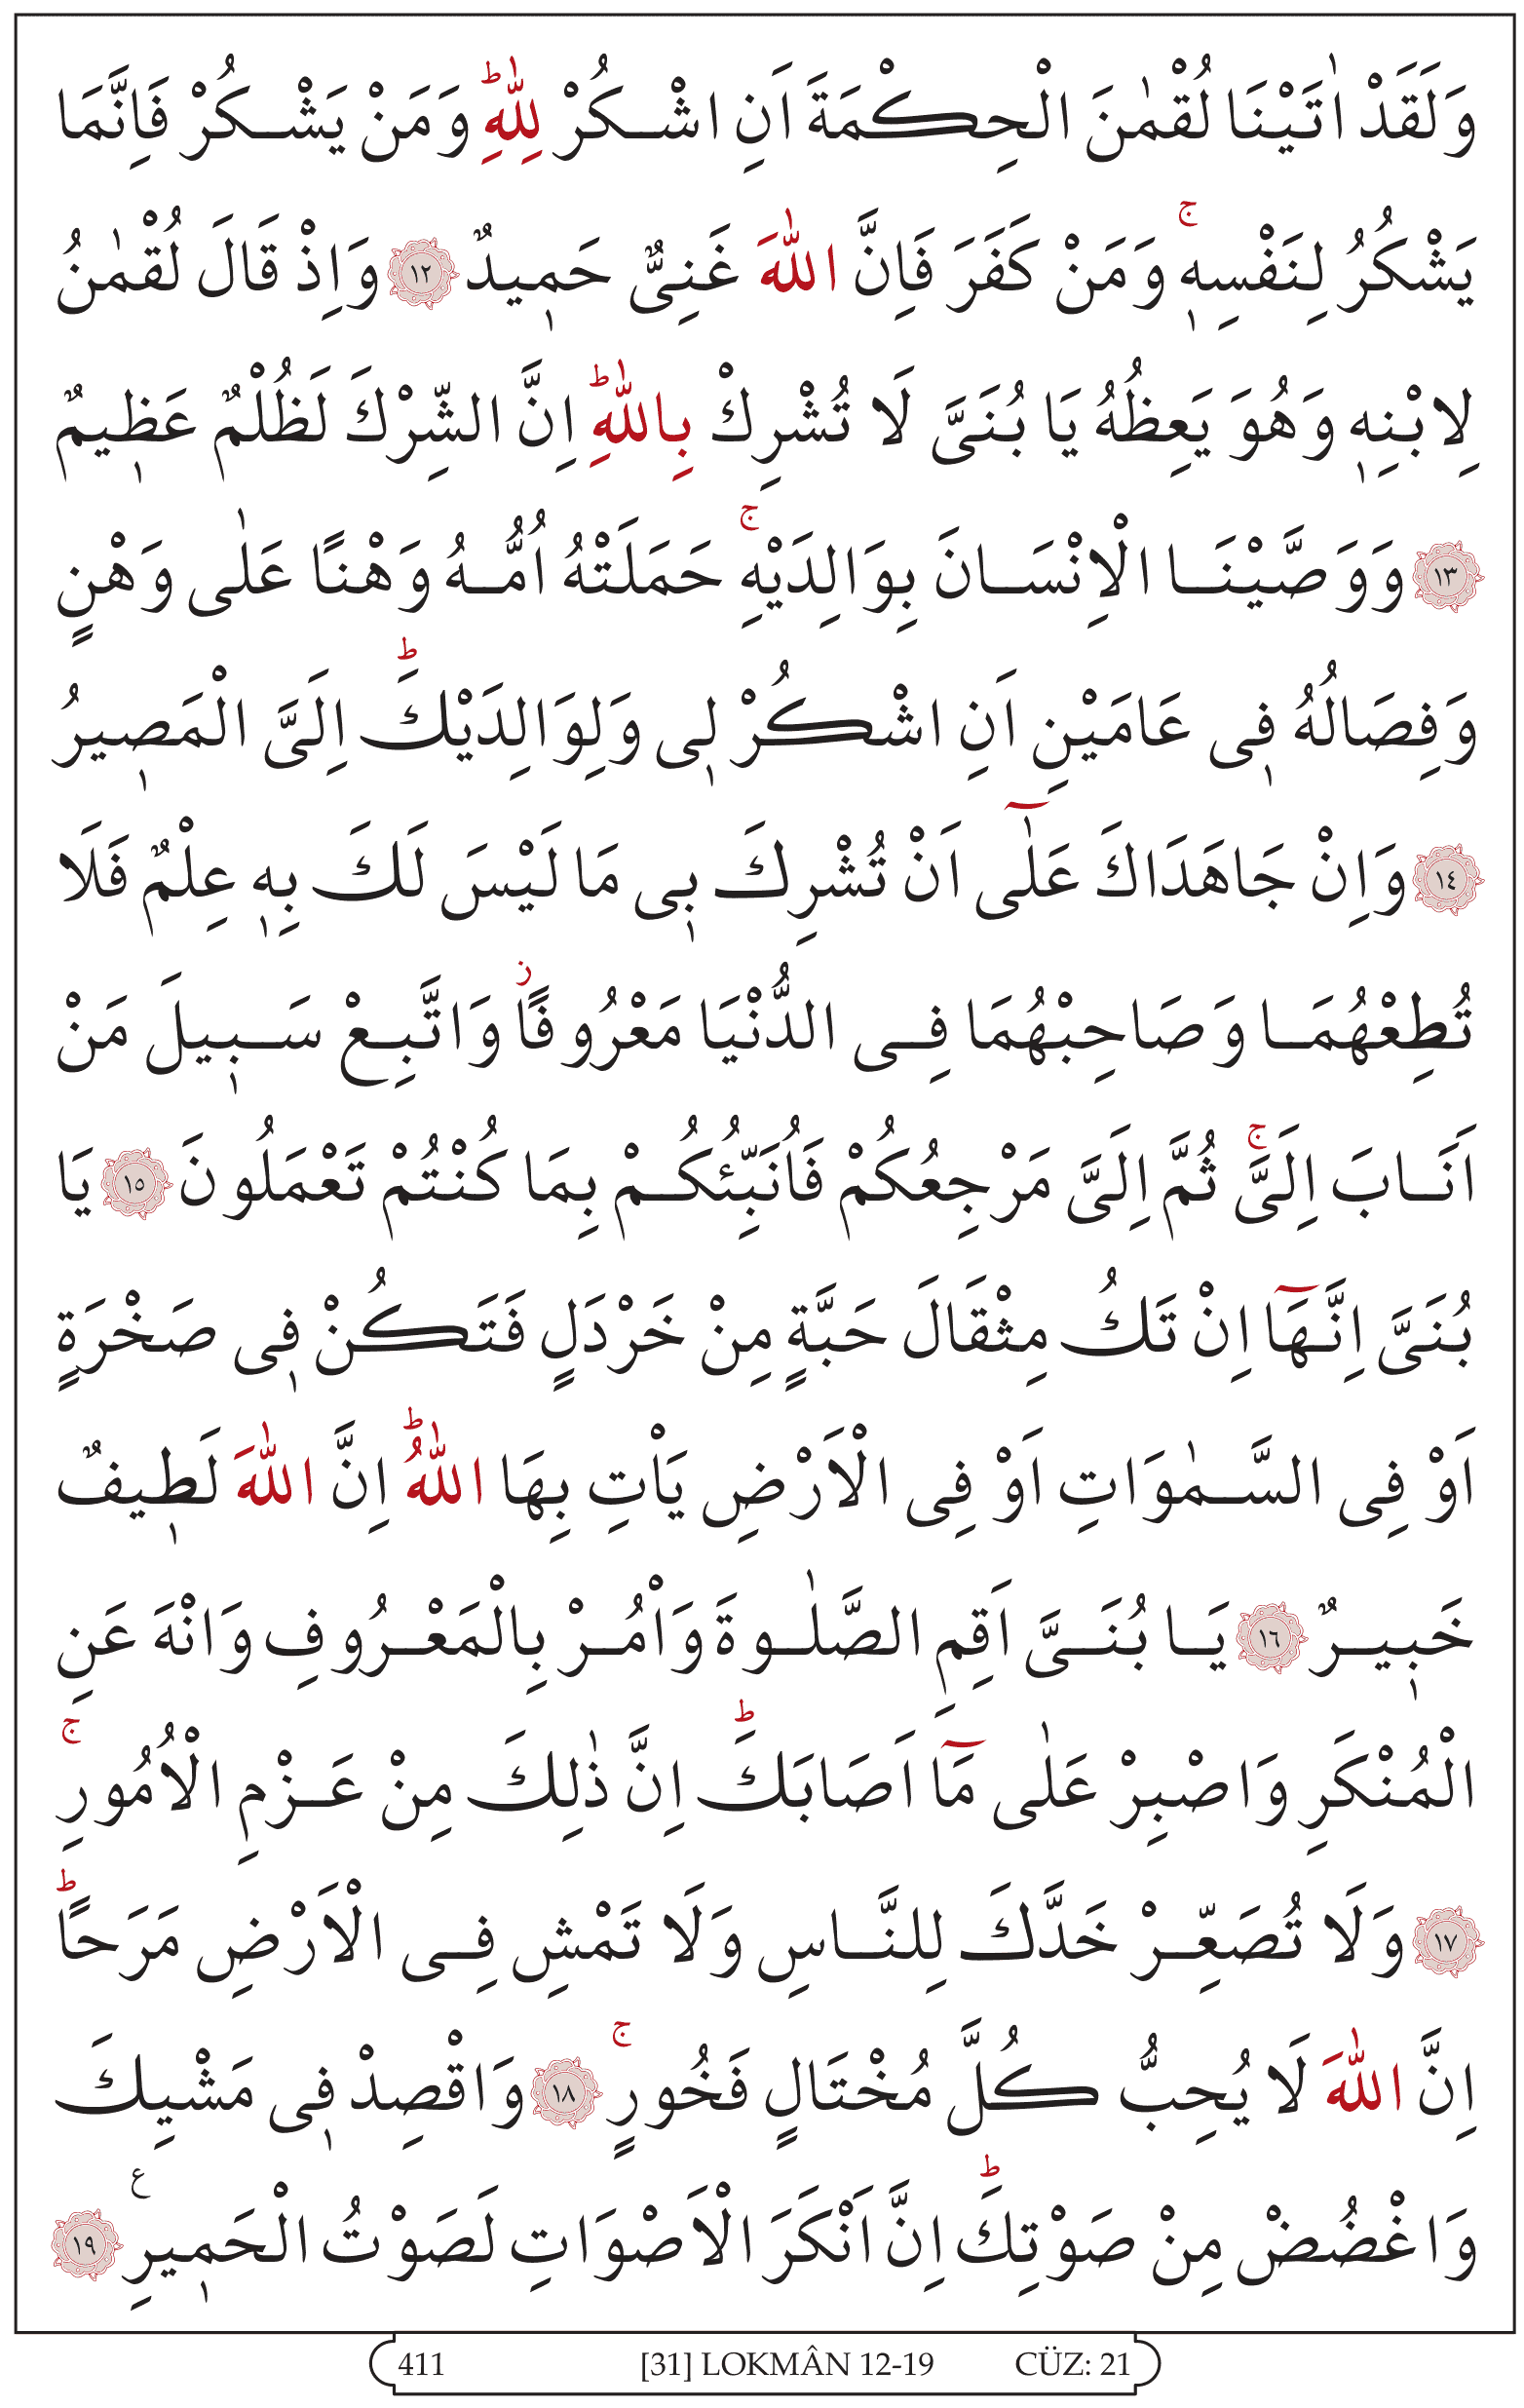 وَلَقَدْ اٰتَيْنَا لُقْمٰنَ الْحِكْمَةَ اَنِ اشْكُرْ لِلّٰهِؕ وَمَنْ يَشْكُرْ فَاِنَّمَا
يَشْكُرُ لِنَفْسِه۪ۚ وَمَنْ كَفَرَ فَاِنَّ اللّٰهَ غَنِىٌّ حَم۪يدٌ ﴿١٢﴾ وَاِذْ قَالَ لُقْمٰنُ
لِابْنِه۪ وَهُوَ يَعِظُهُ يَا بُنَىَّ لَا تُشْرِكْ بِاللّٰهِؕ اِنَّ الشِّرْكَ لَظُلْمٌ عَظ۪يمٌ
﴿١٣﴾ وَوَصَّيْنَا الْاِنْسَانَ بِوَالِدَيْهِۚ حَمَلَتْهُ اُمُّهُ وَهْنًا عَلٰى وَهْنٍ
وَفِصَالُهُ ف۪ى عَامَيْنِ اَنِ اشْكُرْ ل۪ى وَلِوَالِدَيْكَؕ اِلَىَّ الْمَص۪يرُ
﴿١٤﴾ وَاِنْ جَاهَدَاكَ عَلٰٓى اَنْ تُشْرِكَ ب۪ى مَا لَيْسَ لَكَ بِه۪ عِلْمٌ فَلَا
تُطِعْهُمَا وَصَاحِبْهُمَا فِى الدُّنْيَا مَعْرُوفًاؗ وَاتَّبِعْ سَب۪يلَ مَنْ
اَنَابَ اِلَىَّۚ ثُمَّ اِلَىَّ مَرْجِعُكُمْ فَاُنَبِّئُكُمْ بِمَا كُنْتُمْ تَعْمَلُونَ ﴿١٥﴾ يَا
بُنَىَّ اِنَّهَٓا اِنْ تَكُ مِثْقَالَ حَبَّةٍ مِنْ خَرْدَلٍ فَتَكُنْ ف۪ى صَخْرَةٍ
اَوْ فِى السَّمٰوَاتِ اَوْ فِى الْاَرْضِ يَاْتِ بِهَا اللّٰهُؕ اِنَّ اللّٰهَ لَط۪يفٌ
خَب۪يرٌ ﴿١٦﴾ يَا بُنَىَّ اَقِمِ الصَّلٰوةَ وَاْمُرْ بِالْمَعْرُوفِ وَانْهَ عَنِ
الْمُنْكَرِ وَاصْبِرْ عَلٰى مَٓا اَصَابَكَؕ اِنَّ ذٰلِكَ مِنْ عَزْمِ الْاُمُورِۚ
﴿١٧﴾ وَلَا تُصَعِّرْ خَدَّكَ لِلنَّاسِ وَلَا تَمْشِ فِى الْاَرْضِ مَرَحًاؕ
اِنَّ اللّٰهَ لَا يُحِبُّ كُلَّ مُخْتَالٍ فَخُورٍۚ ﴿١٨﴾ وَاقْصِدْ ف۪ى مَشْيِكَ
وَاغْضُضْ مِنْ صَوْتِكَؕ اِنَّ اَنْكَرَ الْاَصْوَاتِ لَصَوْتُ الْحَم۪يرِ ع ﴿١٩﴾
411 [31] LOKMÂN 12-19 CÜZ: 21